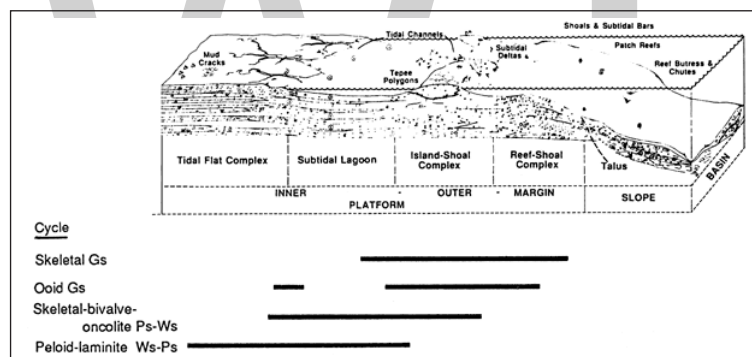 Shoals & Subtidal Bars
Tidal Channels
Mud
Cracks
Subtidal
Deltas
Patch Reefs
Tepee
Polygons
Reef Butress
& Chutes
Tidal Flat Complex
Subtidal Lagoon
Island-Shoal
Complex
Reef-Shoal
Complex
Talus
BASIN
INNER - OUTER - MARGIN
SLOPE
PLATFORM
Cycle
Skeletal Gs
Ooid Gs
Skeletal-bivalve-
oncolite Ps-Ws
Peloid-laminite Ws-Ps